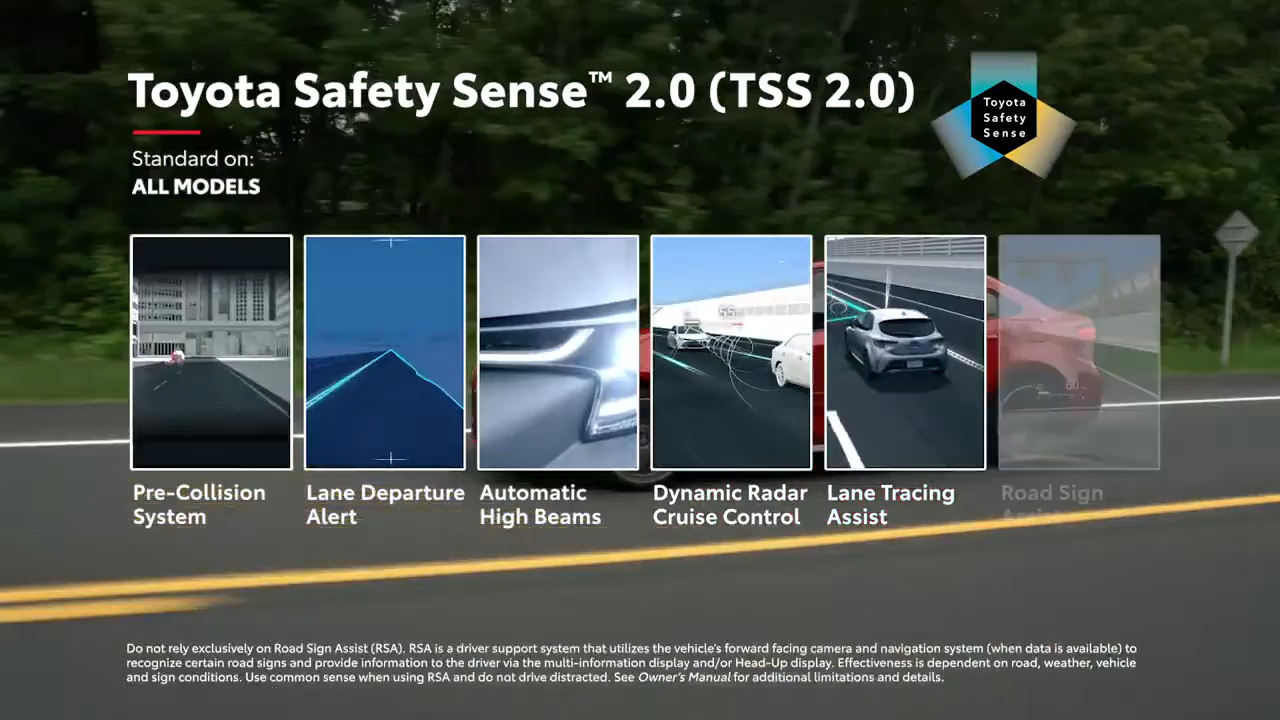 Toyota Safety Sense™ 2.0 (TSS 2.0)
Toyota
Safety
Sense
Standard on:
ALL MODELS
Pre-Collision
System
Lane Departure
Alert
Automatic
High Beams
Dynamic Radar
Cruise Control
Lane Tracing
Assist
Road Sign
Do not rely exclusively on Road Sign Assist (RSA). RSA is a driver support system that utilizes the vehicle's forward facing camera and navigation system (when data is available) to
recognize certain road signs and provide information to the driver via the multi-information display and/or Head-Up display. Effectiveness is dependent on road, weather, vehicle
and sign conditions. Use common sense when using RSA and do not drive distracted. See Owner's Manual for additional limitations and details.